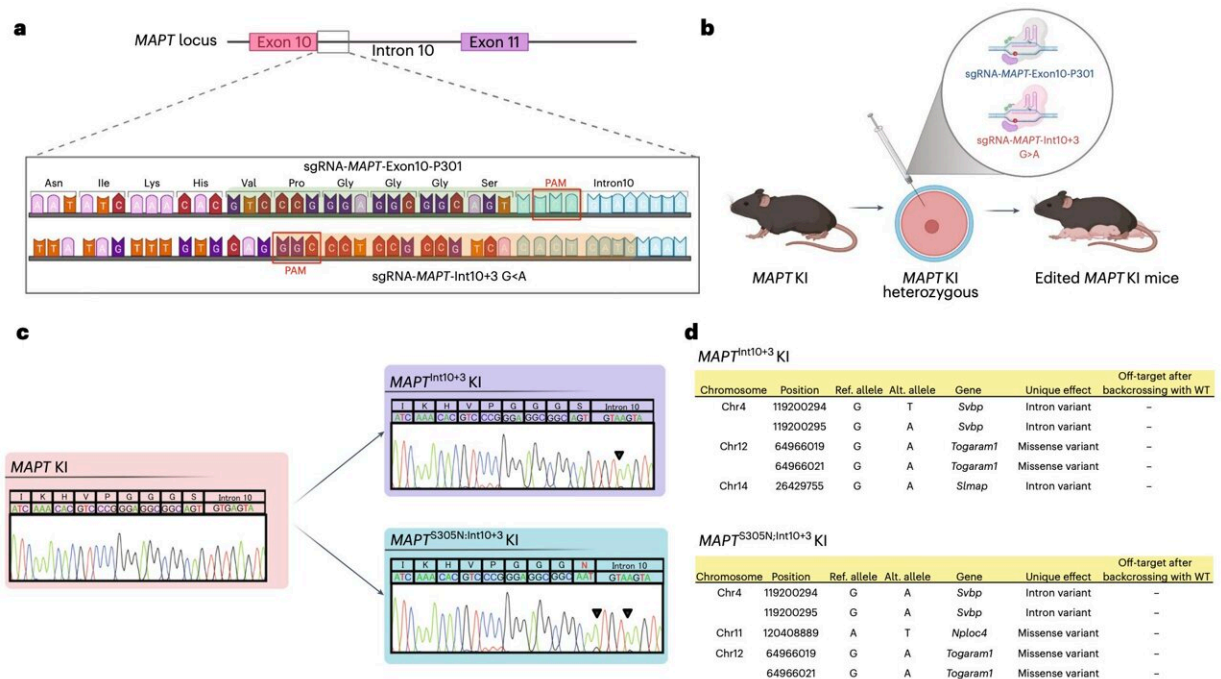 a
MAPT locus
Exon 10
Intron 10
Exon 11
sgRNA-MAPT-Exon10-P301
Asn Ile Lys His Val Pro Gly Gly Gly Ser PAM Intron10
PAM
sgRNA-MAPT-Int10+3 G<A
b
sgRNA-MAPT-Exon10-P301
sgRNA-MAPT-Int10+3
G>A
MAPT KI
MAPT KI
heterozygous
Edited MAPT KI mice
c
MAPT KI
I K H V P G G G S Intron 10
ATC AAA CAC GTC CCG GGA GGC GGC AGT GTGAGTA
MAPT Int10+3 KI
I K H V P G G G S Intron 10
ATC AAA CAC GTC CCG GGA GGC GGC AGT GTAAGTA
MAPT S305N:Int10+3 KI
I K H V P G G G N Intron 10
ATC AAA CAC GTC CCG GGA GGC GGC AAT GTAAGTA
d
MAPT Int10+3 KI
Chromosome Position Ref. allele Alt. allele Gene Unique effect Off-target after backcrossing with WT
Chr4 119200294 G T Svbp Intron variant –
119200295 G A Svbp Intron variant –
Chr12 64966019 G A Togaram1 Missense variant –
64966021 G A Togaram1 Missense variant –
Chr14 26429755 G A Slmap Intron variant –
MAPT S305N;Int10+3 KI
Chromosome Position Ref. allele Alt. allele Gene Unique effect Off-target after backcrossing with WT
Chr4 119200294 G A Svbp Intron variant –
119200295 G A Svbp Intron variant –
Chr11 120408889 A T Nploc4 Missense variant –
Chr12 64966019 G A Togaram1 Missense variant –
64966021 G A Togaram1 Missense variant –